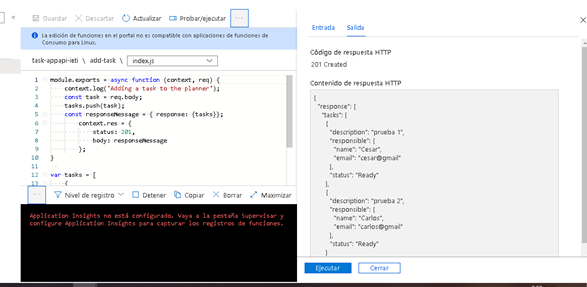 Guardar Descartar Actualizar Probar/ejecutar ...
La edición de funciones en el portal no es compatible con aplicaciones de funciones de
Consumo para Linux.
task-appapi-ieti \ add-task \ index.js
1 module.exports = async function (context, req) {
2 context.log('Adding a task to the planner');
3 const task = req.body;
4 tasks.push(task);
5 const responseMessage = { response: {tasks}};
6 context.res = {
7 status: 201,
8 body: responseMessage
9 };
10 }
11
12 var tasks = [
13 {
... Nivel de registro Detener Copiar Borrar Maximizar
Application Insights no está configurado. Vaya a la pestaña Supervisar y
configure Application Insights para capturar los registros de funciones.
Entrada Salida
Código de respuesta HTTP
201 Created
Contenido de respuesta HTTP
{
"response": {
"tasks": [
{
"description": "prueba 1",
"responsible": {
"name": "Cesar",
"email": "cesar@gmail"
},
"status": "Ready"
},
{
"description": "prueba 2",
"responsible": {
"name": "Carlos",
"email": "carlos@gmail"
},
"status": "Ready"
}
Ejecutar Cerrar